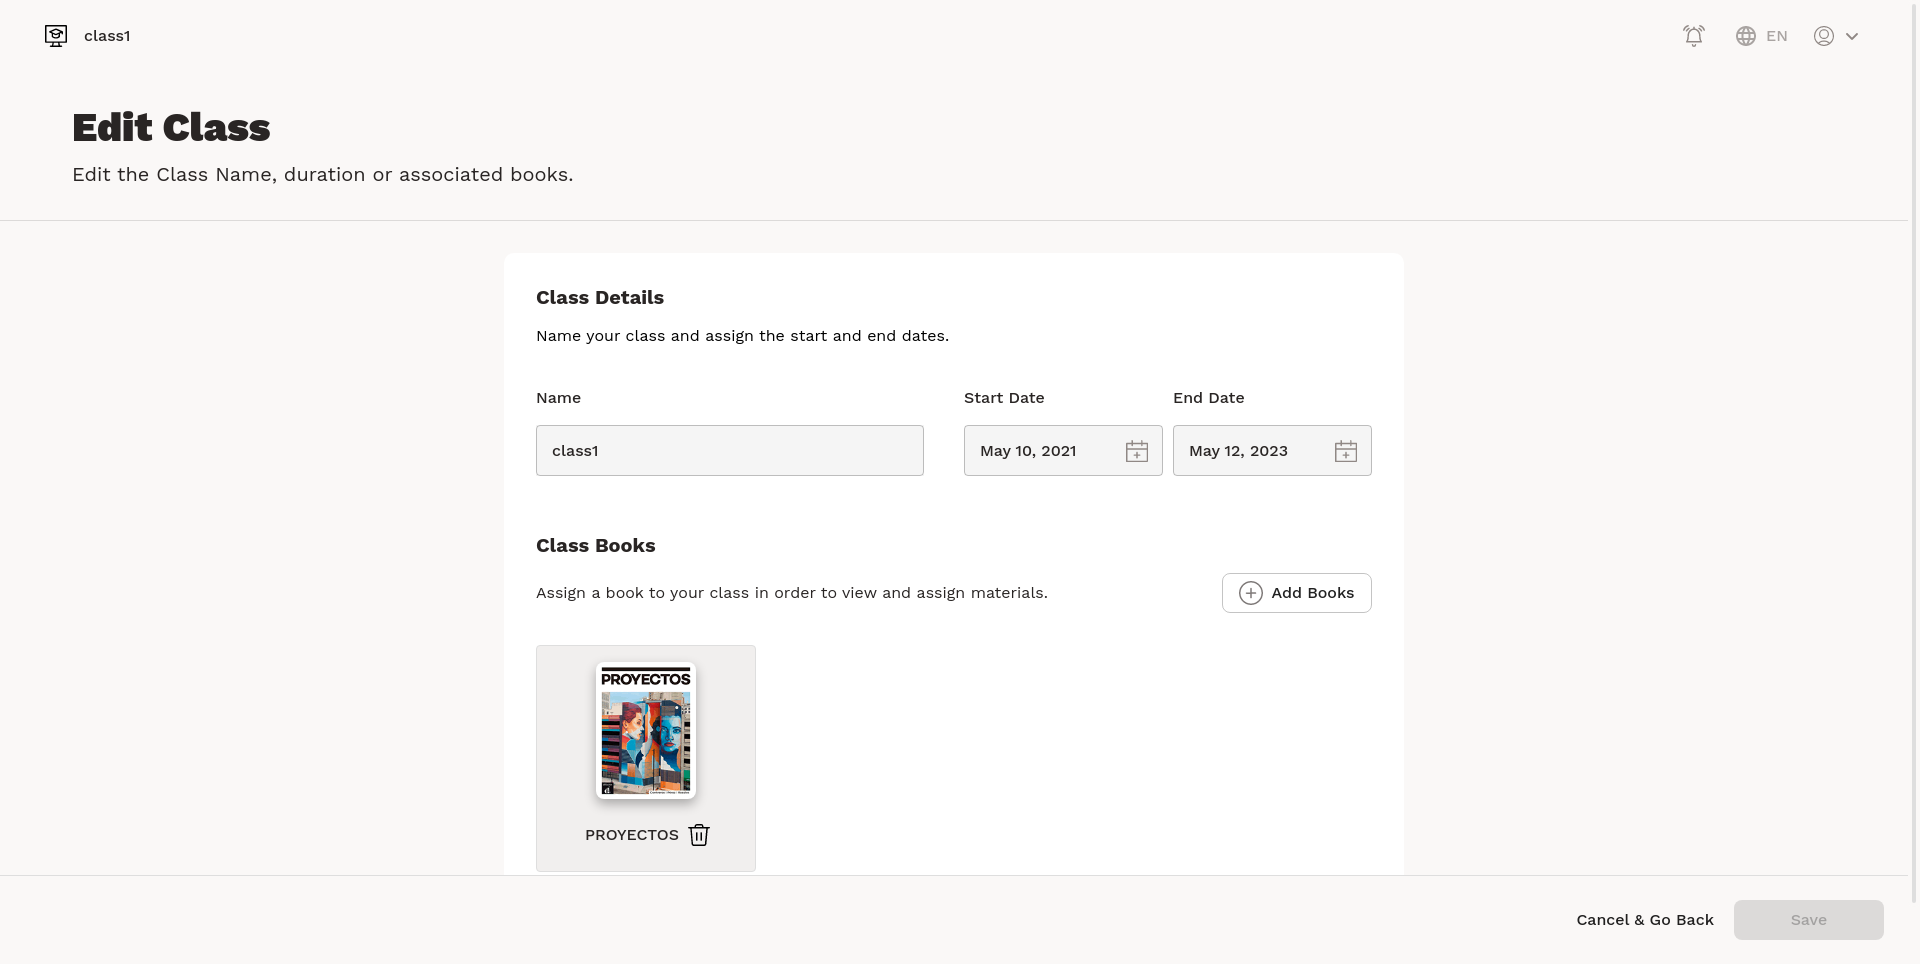 class1
EN
Edit Class
Edit the Class Name, duration or associated books.
Class Details
Name your class and assign the start and end dates.
Name
Start Date
End Date
class1
May 10, 2021
May 12, 2023
Class Books
Assign a book to your class in order to view and assign materials.
Add Books
PROYECTOS
PROYECTOS
Cancel & Go Back
Save